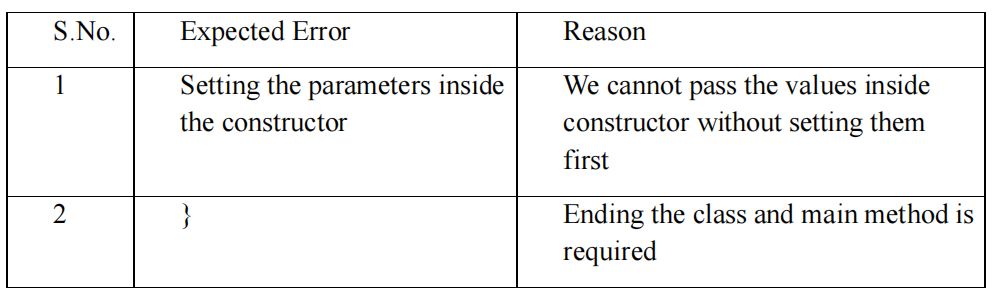 S.No. Expected Error Reason
1 Setting the parameters inside We cannot pass the values inside
the constructor constructor without setting them
first
2 } Ending the class and main method is
required